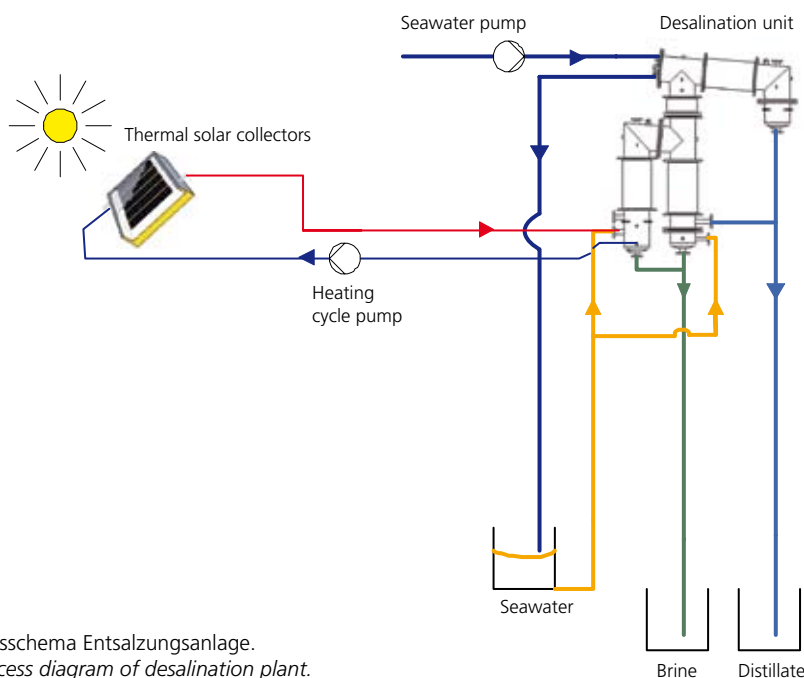 Seawater pump
Desalination unit
Thermal solar collectors
Heating
cycle pump
Seawater
Brine
Distillate
sschema Entsalzungsanlage.
cess diagram of desalination plant.